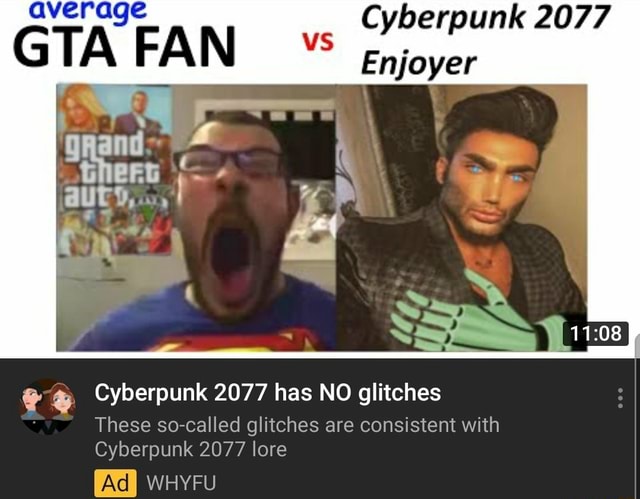 average
GTA FAN
vs
Cyberpunk 2077
Enjoyer
grand
theft
auto
11:08
Cyberpunk 2077 has NO glitches
These so-called glitches are consistent with
Cyberpunk 2077 lore
Ad WHYFU